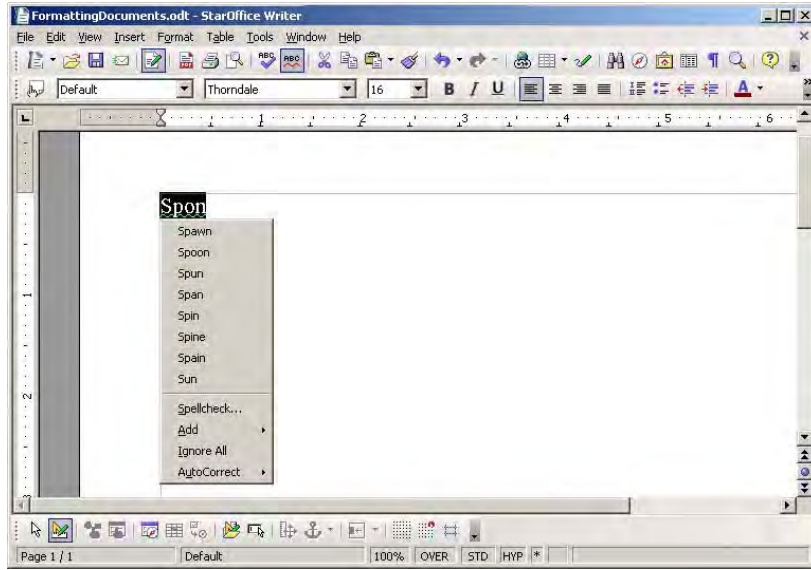 FormattingDocuments.odt - StarOffice Writer
File Edit View Insert Format Table Tools Window Help
Default Thorndale 16 B I U A
1 2 3 4 5 6
Spon
Spawn
Spoon
Spun
Span
Spin
Spine
Spain
Sun
Spellcheck...
Add
Ignore All
AutoCorrect
1
2
Page 1 / 1 Default 100% OVER STD HYP *